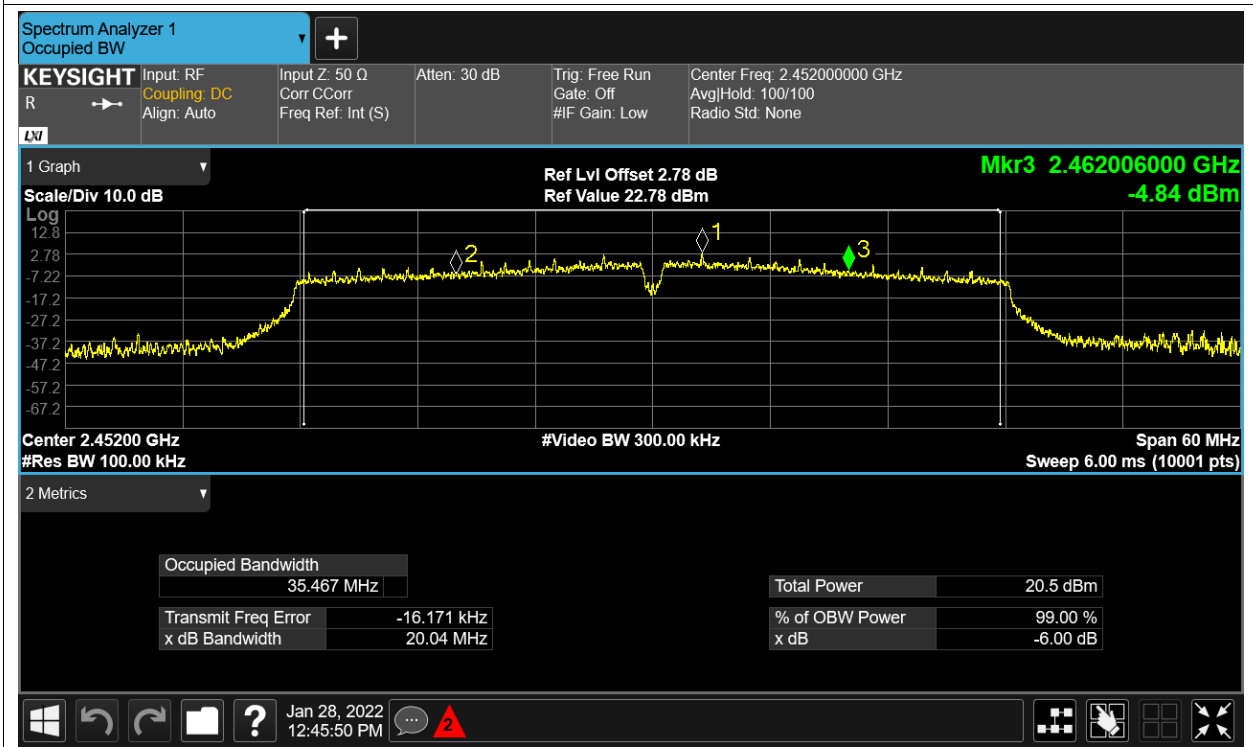 Spectrum Analyzer 1
Occupied BW
KEYSIGHT
R
LXI
Input: RF
Coupling: DC
Align: Auto
Input Z: 50 Ω
Corr CCorr
Freq Ref: Int (S)
Atten: 30 dB
Trig: Free Run
Gate: Off
#IF Gain: Low
Center Freq: 2.452000000 GHz
Avg|Hold: 100/100
Radio Std: None
1 Graph
Scale/Div 10.0 dB
Ref Lvl Offset 2.78 dB
Ref Value 22.78 dBm
Mkr3 2.462006000 GHz
-4.84 dBm
Log
12.8
2.78
-7.22
-17.2
-27.2
-37.2
-47.2
-57.2
-67.2
1
2
3
Center 2.45200 GHz
#Res BW 100.00 kHz
#Video BW 300.00 kHz
Span 60 MHz
Sweep 6.00 ms (10001 pts)
2 Metrics
Occupied Bandwidth
35.467 MHz
Transmit Freq Error -16.171 kHz
x dB Bandwidth 20.04 MHz
Total Power 20.5 dBm
% of OBW Power 99.00 %
x dB -6.00 dB
?
Jan 28, 2022
12:45:50 PM
2